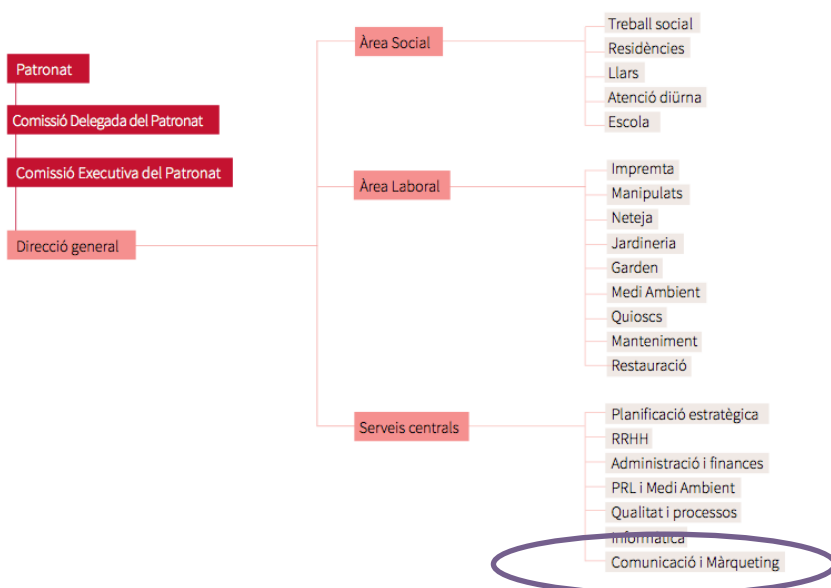 Patronat
Comissió Delegada del Patronat
Comissió Executiva del Patronat
Direcció general
Àrea Social
Treball social
Residències
Llars
Atenció diürna
Escola
Àrea Laboral
Impremta
Manipulats
Neteja
Jardineria
Garden
Medi Ambient
Quioscs
Manteniment
Restauració
Serveis centrals
Planificació estratègica
RRHH
Administració i finances
PRL i Medi Ambient
Qualitat i processos
Informàtica
Comunicació i Màrqueting